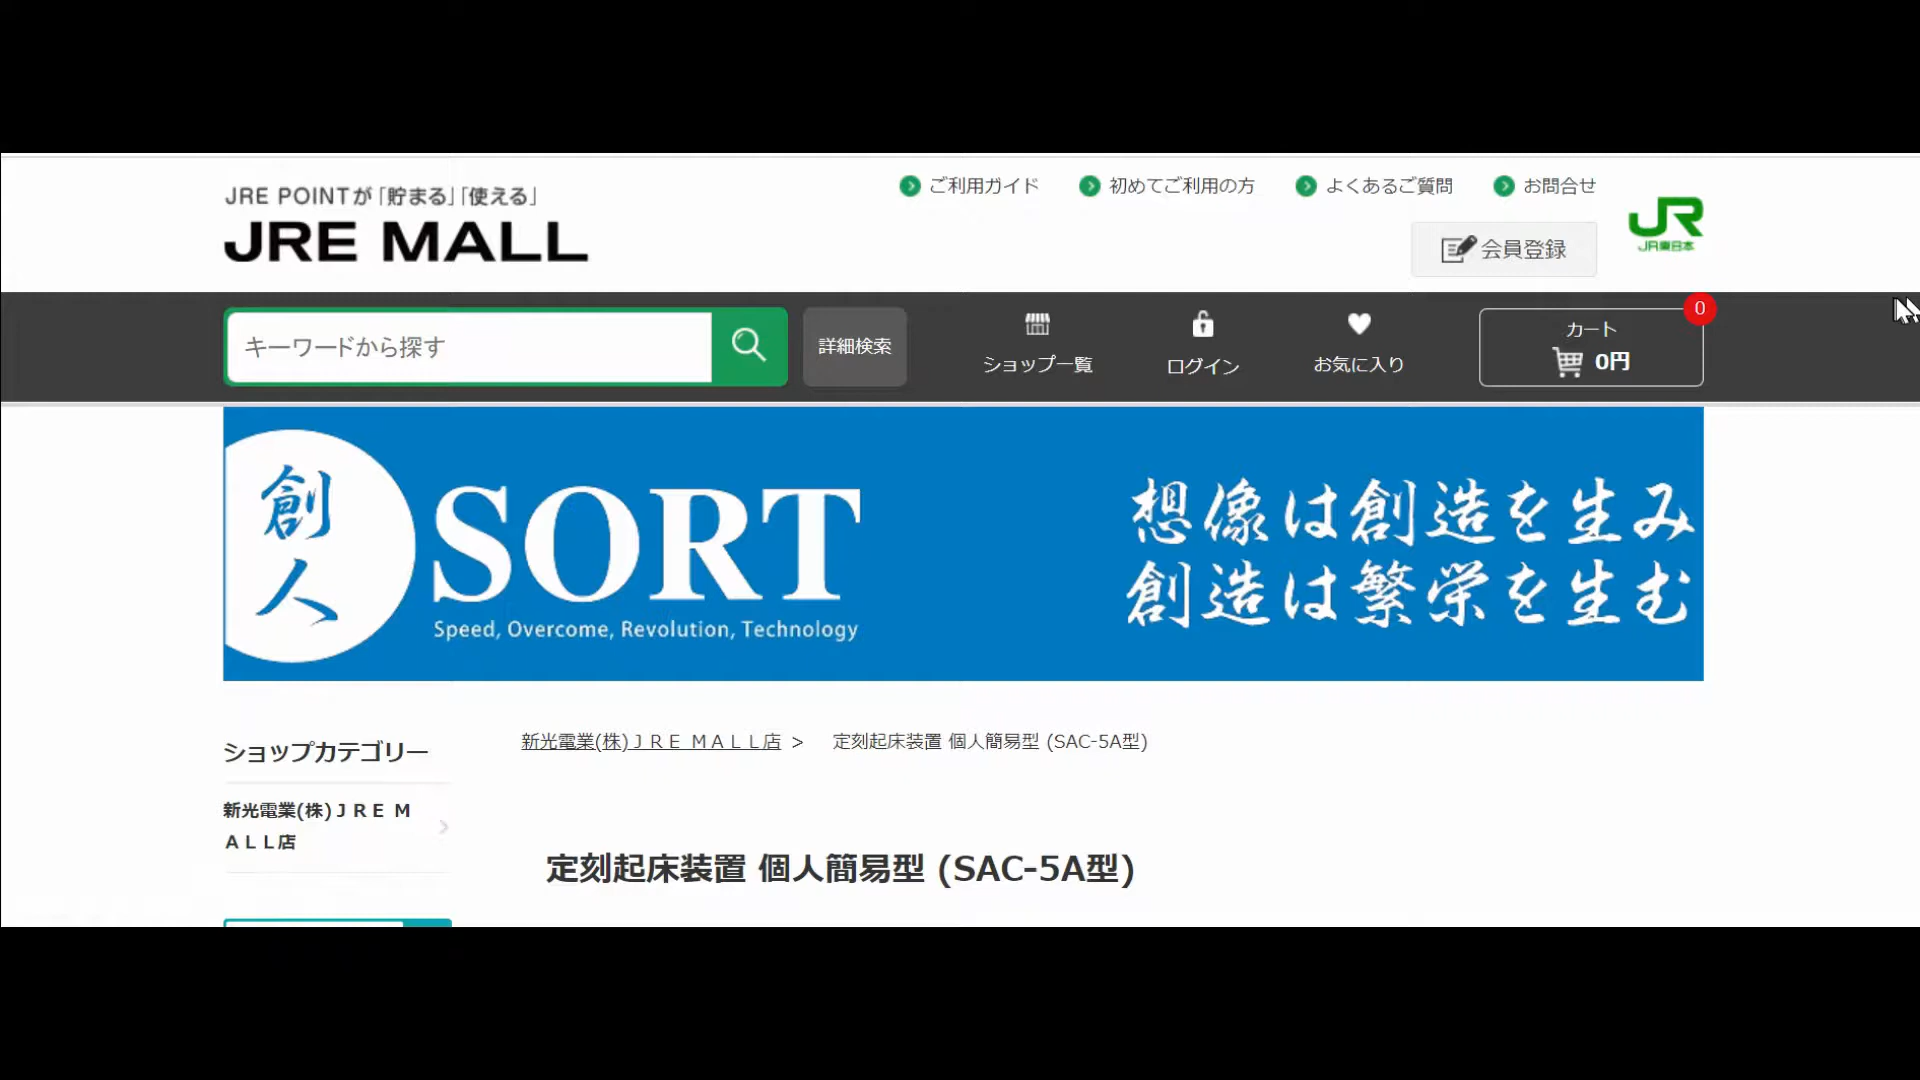 JRE POINTが「貯まる」「使える」
JRE MALL
ご利用ガイド
初めてご利用の方
よくあるご質問
お問合せ
会員登録
JR
JR東日本
キーワードから探す
詳細検索
ショップ一覧
ログイン
お気に入り
カート
0
0円
創人
SORT
Speed, Overcome, Revolution, Technology
想像は創造を生み
創造は繁栄を生む
ショップカテゴリー
新光電業(株)ＪＲＥ Ｍ
ＡＬＬ店
新光電業(株)ＪＲＥ ＭＡＬＬ店 > 定刻起床装置 個人簡易型 (SAC-5A型)
定刻起床装置 個人簡易型 (SAC-5A型)